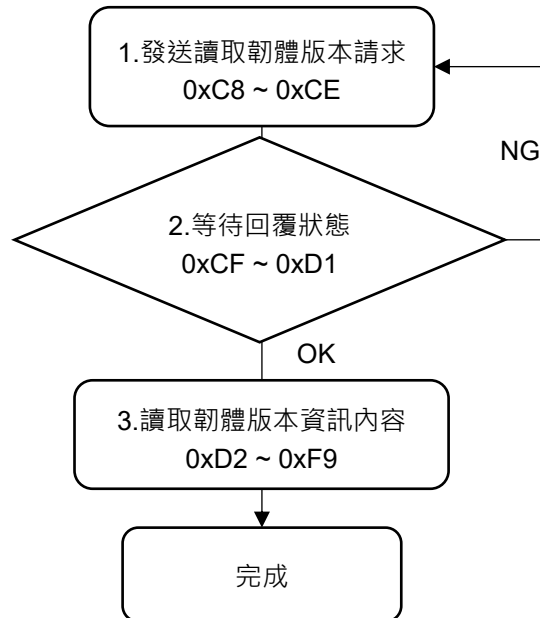 1.發送讀取韌體版本請求
0xC8 ~ 0xCE
NG
2.等待回覆狀態
0xCF ~ 0xD1
OK
3.讀取韌體版本資訊內容
0xD2 ~ 0xF9
完成